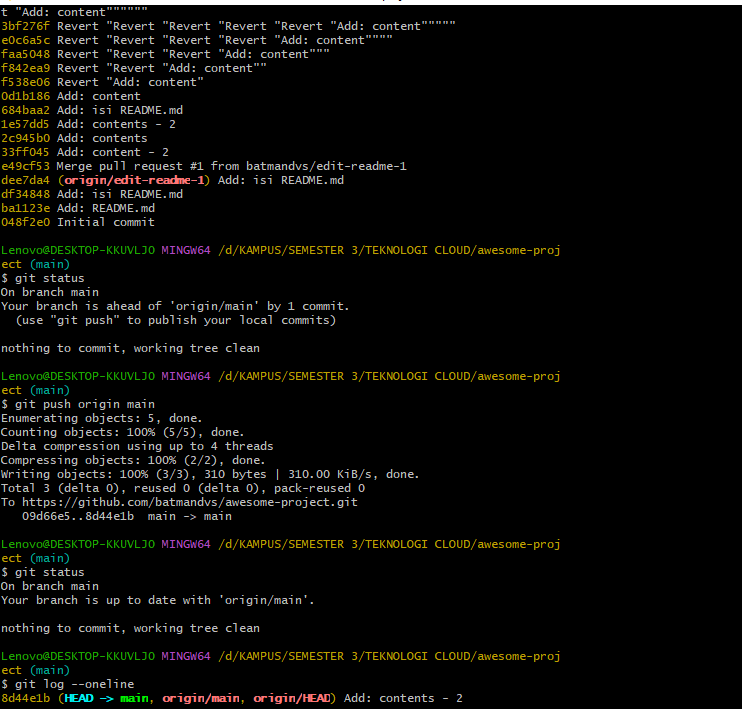 t "Add: content""""""
3bf276f Revert "Revert "Revert "Revert "Revert "Add: content"""""
e0c6a5c Revert "Revert "Revert "Revert "Add: content""""
faa5048 Revert "Revert "Revert "Add: content"""
f842ea9 Revert "Revert "Add: content""
f538e06 Revert "Add: content"
0d1b186 Add: content
684baa2 Add: isi README.md
1e57dd5 Add: contents - 2
2c945b0 Add: contents
33ff045 Add: content - 2
e49cf53 Merge pull request #1 from batmandvs/edit-readme-1
dee7da4 (origin/edit-readme-1) Add: isi README.md
df34848 Add: isi README.md
ba1123e Add: README.md
048f2e0 Initial commit
Lenovo@DESKTOP-KKUVLJO MINGW64 /d/KAMPUS/SEMESTER 3/TEKNOLOGI CLOUD/awesome-proj
ect (main)
$ git status
On branch main
Your branch is ahead of 'origin/main' by 1 commit.
(use "git push" to publish your local commits)
nothing to commit, working tree clean
Lenovo@DESKTOP-KKUVLJO MINGW64 /d/KAMPUS/SEMESTER 3/TEKNOLOGI CLOUD/awesome-proj
ect (main)
$ git push origin main
Enumerating objects: 5, done.
Counting objects: 100% (5/5), done.
Delta compression using up to 4 threads
Compressing objects: 100% (2/2), done.
Writing objects: 100% (3/3), 310 bytes | 310.00 KiB/s, done.
Total 3 (delta 0), reused 0 (delta 0), pack-reused 0
To https://github.com/batmandvs/awesome-project.git
09d66e5..8d44e1b  main -> main
Lenovo@DESKTOP-KKUVLJO MINGW64 /d/KAMPUS/SEMESTER 3/TEKNOLOGI CLOUD/awesome-proj
ect (main)
$ git status
On branch main
Your branch is up to date with 'origin/main'.
nothing to commit, working tree clean
Lenovo@DESKTOP-KKUVLJO MINGW64 /d/KAMPUS/SEMESTER 3/TEKNOLOGI CLOUD/awesome-proj
ect (main)
$ git log --oneline
8d44e1b (HEAD -> main, origin/main, origin/HEAD) Add: contents - 2